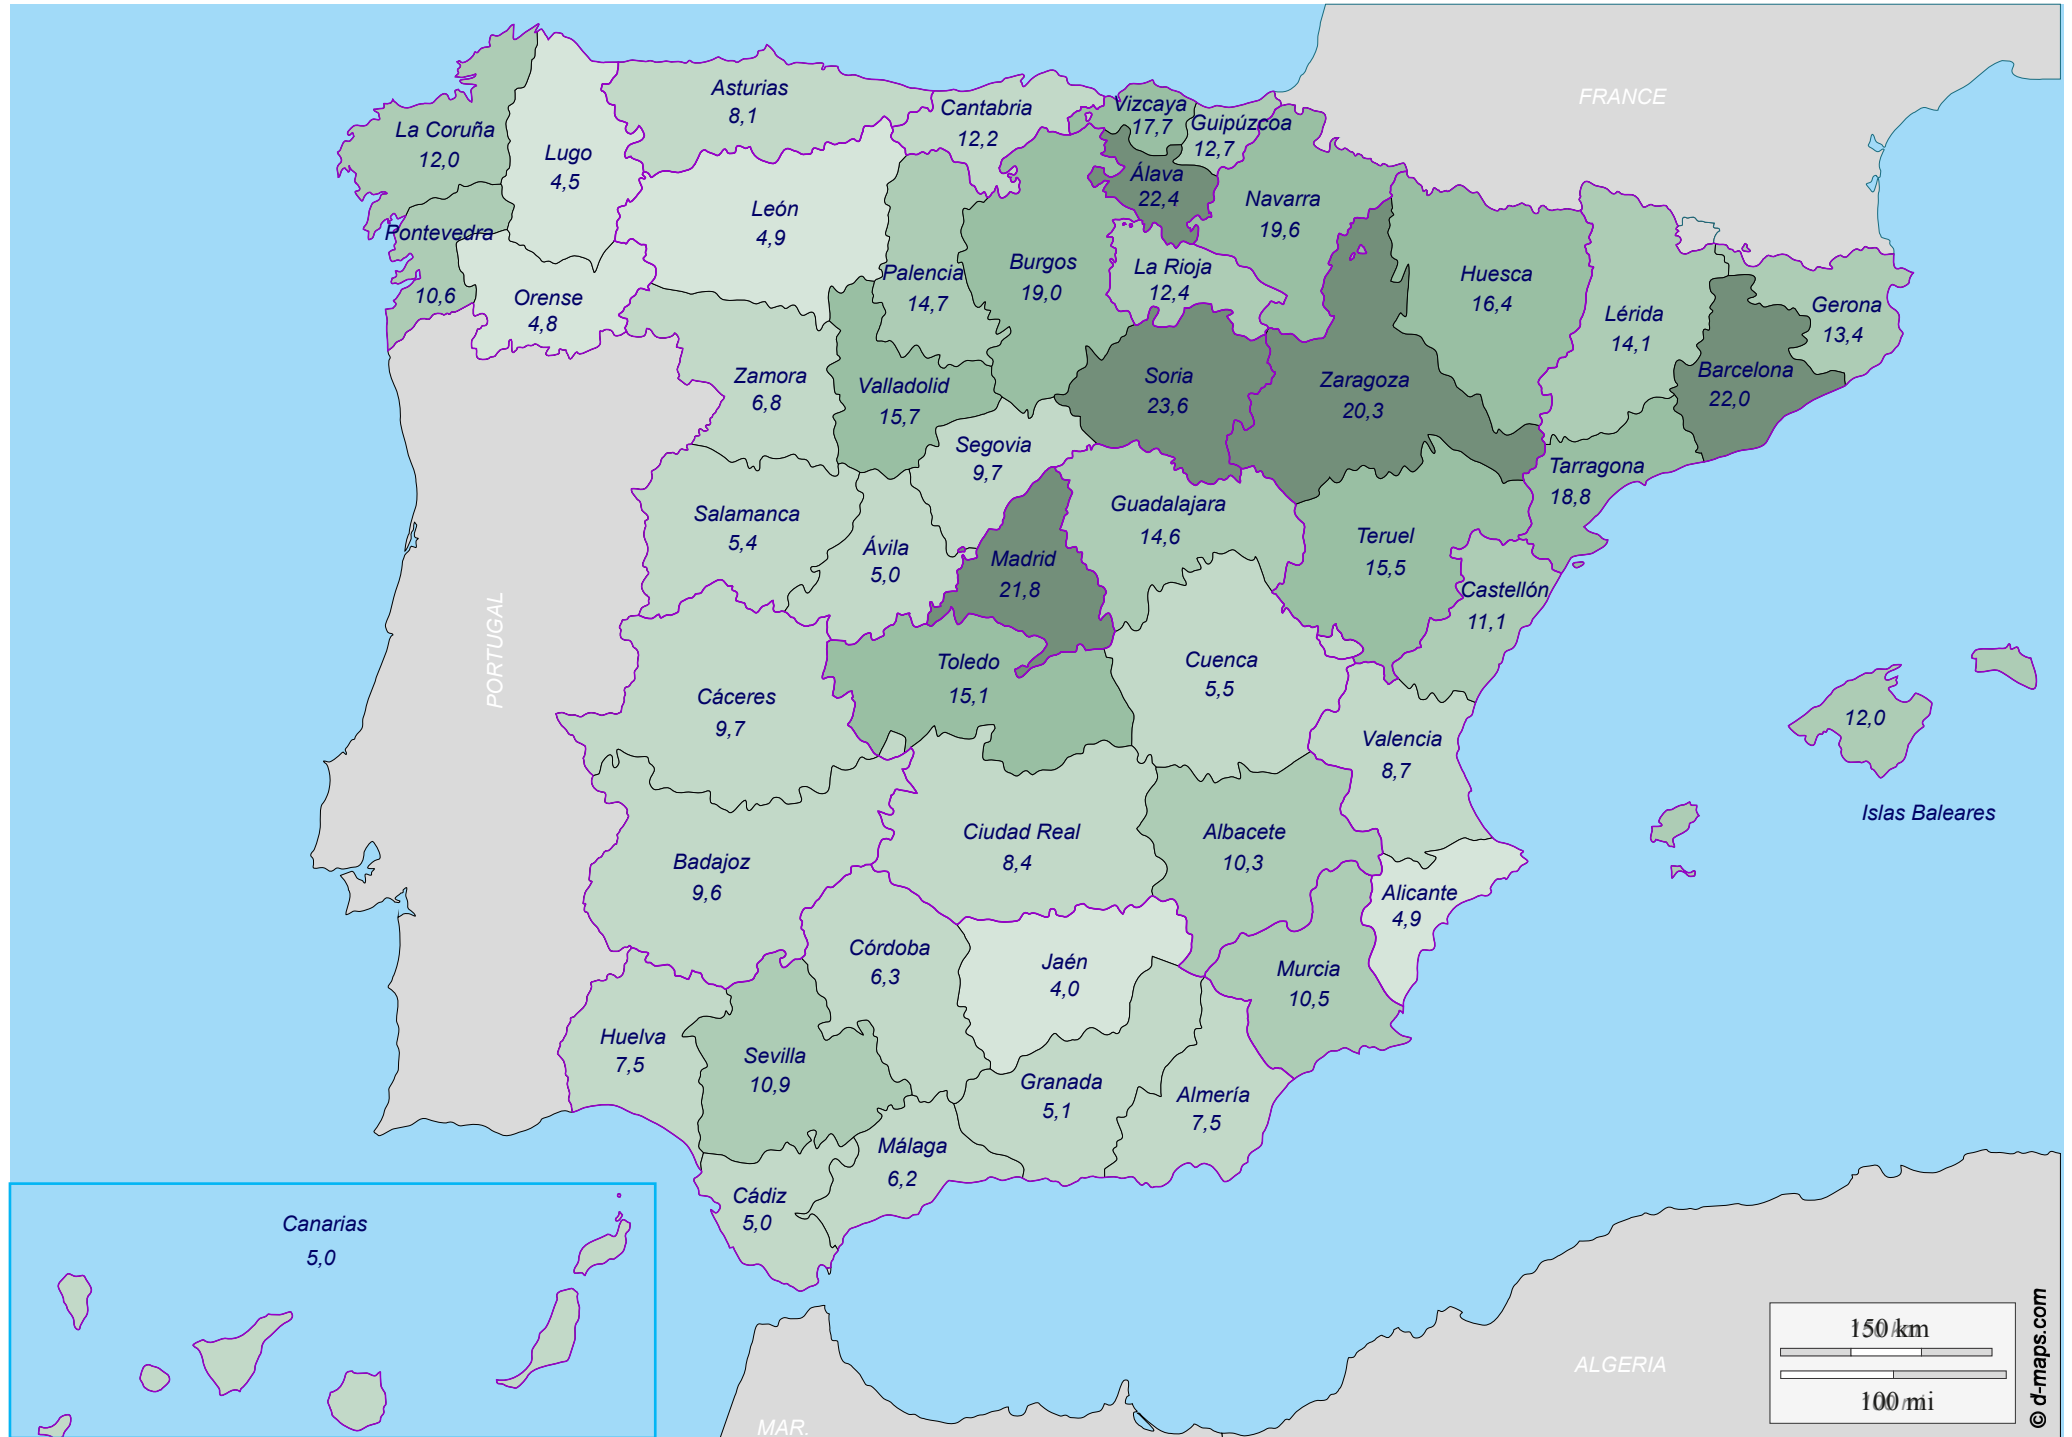 FRANCE
Asturias
8,1
Cantabria
12,2
Vizcaya
17,7
Guipúzcoa
12,7
La Coruña
12,0
Lugo
4,5
Álava
22,4
Navarra
19,6
León
4,9
Pontevedra
10,6
Orense
4,8
Palencia
14,7
Burgos
19,0
La Rioja
12,4
Huesca
16,4
Lérida
14,1
Gerona
13,4
Barcelona
22,0
Zamora
6,8
Valladolid
15,7
Soria
23,6
Zaragoza
20,3
Segovia
9,7
Tarragona
18,8
Salamanca
5,4
Ávila
5,0
Madrid
21,8
Guadalajara
14,6
Teruel
15,5
Castellón
11,1
PORTUGAL
Cáceres
9,7
Toledo
15,1
Cuenca
5,5
Valencia
8,7
12,0
Islas Baleares
Badajoz
9,6
Ciudad Real
8,4
Albacete
10,3
Alicante
4,9
Córdoba
6,3
Jaén
4,0
Murcia
10,5
Huelva
7,5
Sevilla
10,9
Granada
5,1
Almería
7,5
Málaga
6,2
Cádiz
5,0
Canarias
5,0
MAR.
ALGERIA
150 km
100 mi
© d-maps.com